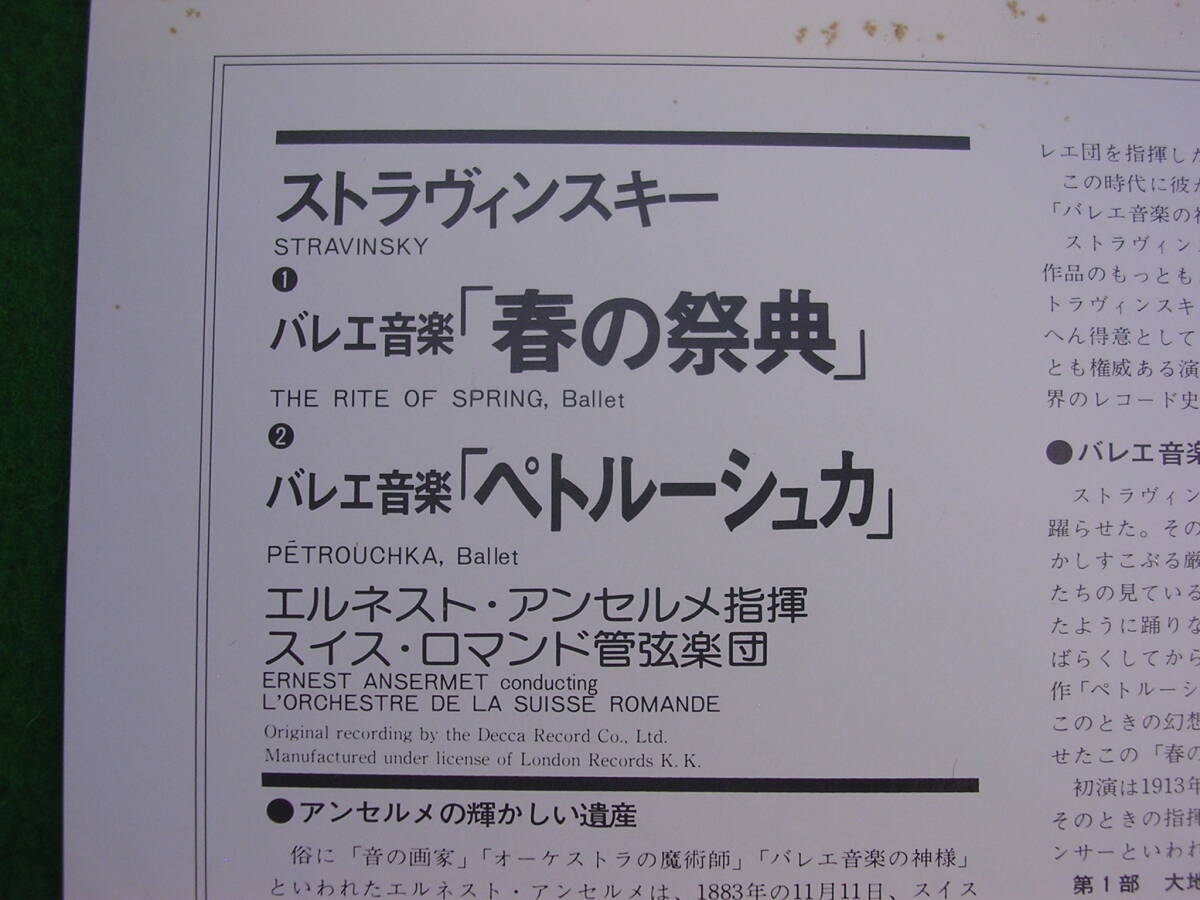 ストラヴィンスキー
STRAVINSKY
❶
バレエ音楽「春の祭典」
THE RITE OF SPRING, Ballet
❷
バレエ音楽「ペトルーシュカ」
PÉTROUCHKA, Ballet
エルネスト・アンセルメ指揮
スイス・ロマンド管弦楽団
ERNEST ANSERMET conducting
L'ORCHESTRE DE LA SUISSE ROMANDE
Original recording by the Decca Record Co., Ltd.
Manufactured under license of London Records K. K.
●アンセルメの輝かしい遺産
俗に「音の画家」「オーケストラの魔術師」「バレエ音楽の神様」
といわれたエルネスト・アンセルメは、1883年の11月11日、スイス
レエ団を指揮した
この時代に彼が
「バレエ音楽の神
ストラヴィン
作品のもっとも
トラヴィンスキ
へん得意として
とも権威ある演
界のレコード史
●バレエ音楽
ストラヴィン
躍らせた。その
かしすこぶる厳
たちの見ている
たように踊りな
ばらくしてから
作「ペトルーシ
このときの幻想
せたこの「春の
初演は1913年
そのときの指揮
ンサーといわれ
第1部 大地